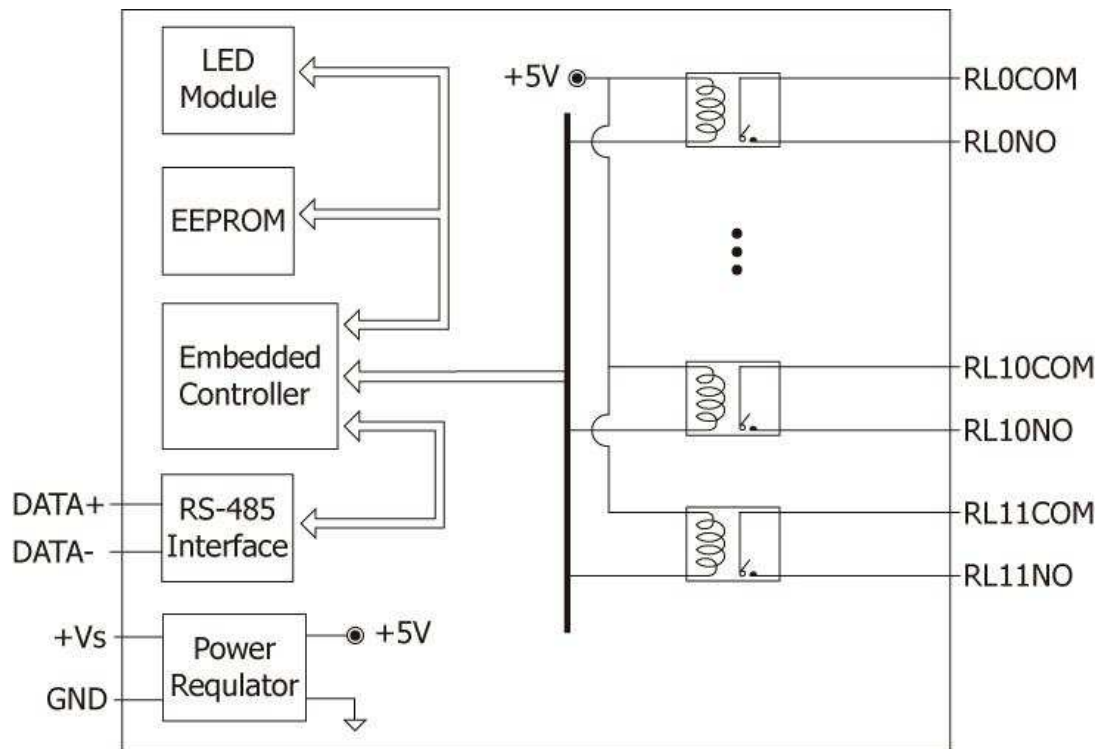 LED
Module
EEPROM
Embedded
Controller
DATA+
DATA-
RS-485
Interface
+Vs
GND
Power
Requlator
+5V
+5V
RL0COM
RL0NO
RL10COM
RL10NO
RL11COM
RL11NO